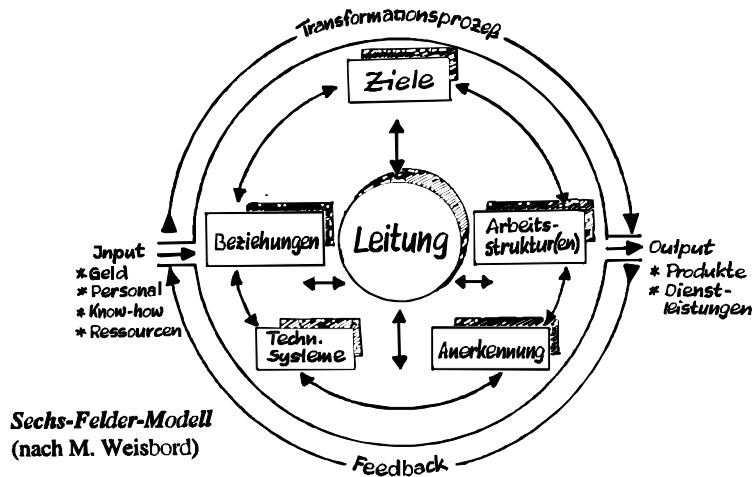 Transformationsprozeß
Ziele
Beziehungen
Leitung
Arbeits-
struktur(en)
Input
* Geld
* Personal
* Know-how
* Ressourcen
Output
* Produkte
* Dienst-
leistungen
Techn.
Systeme
Anerkennung
Sechs-Felder-Modell
(nach M. Weisbord)
Feedback